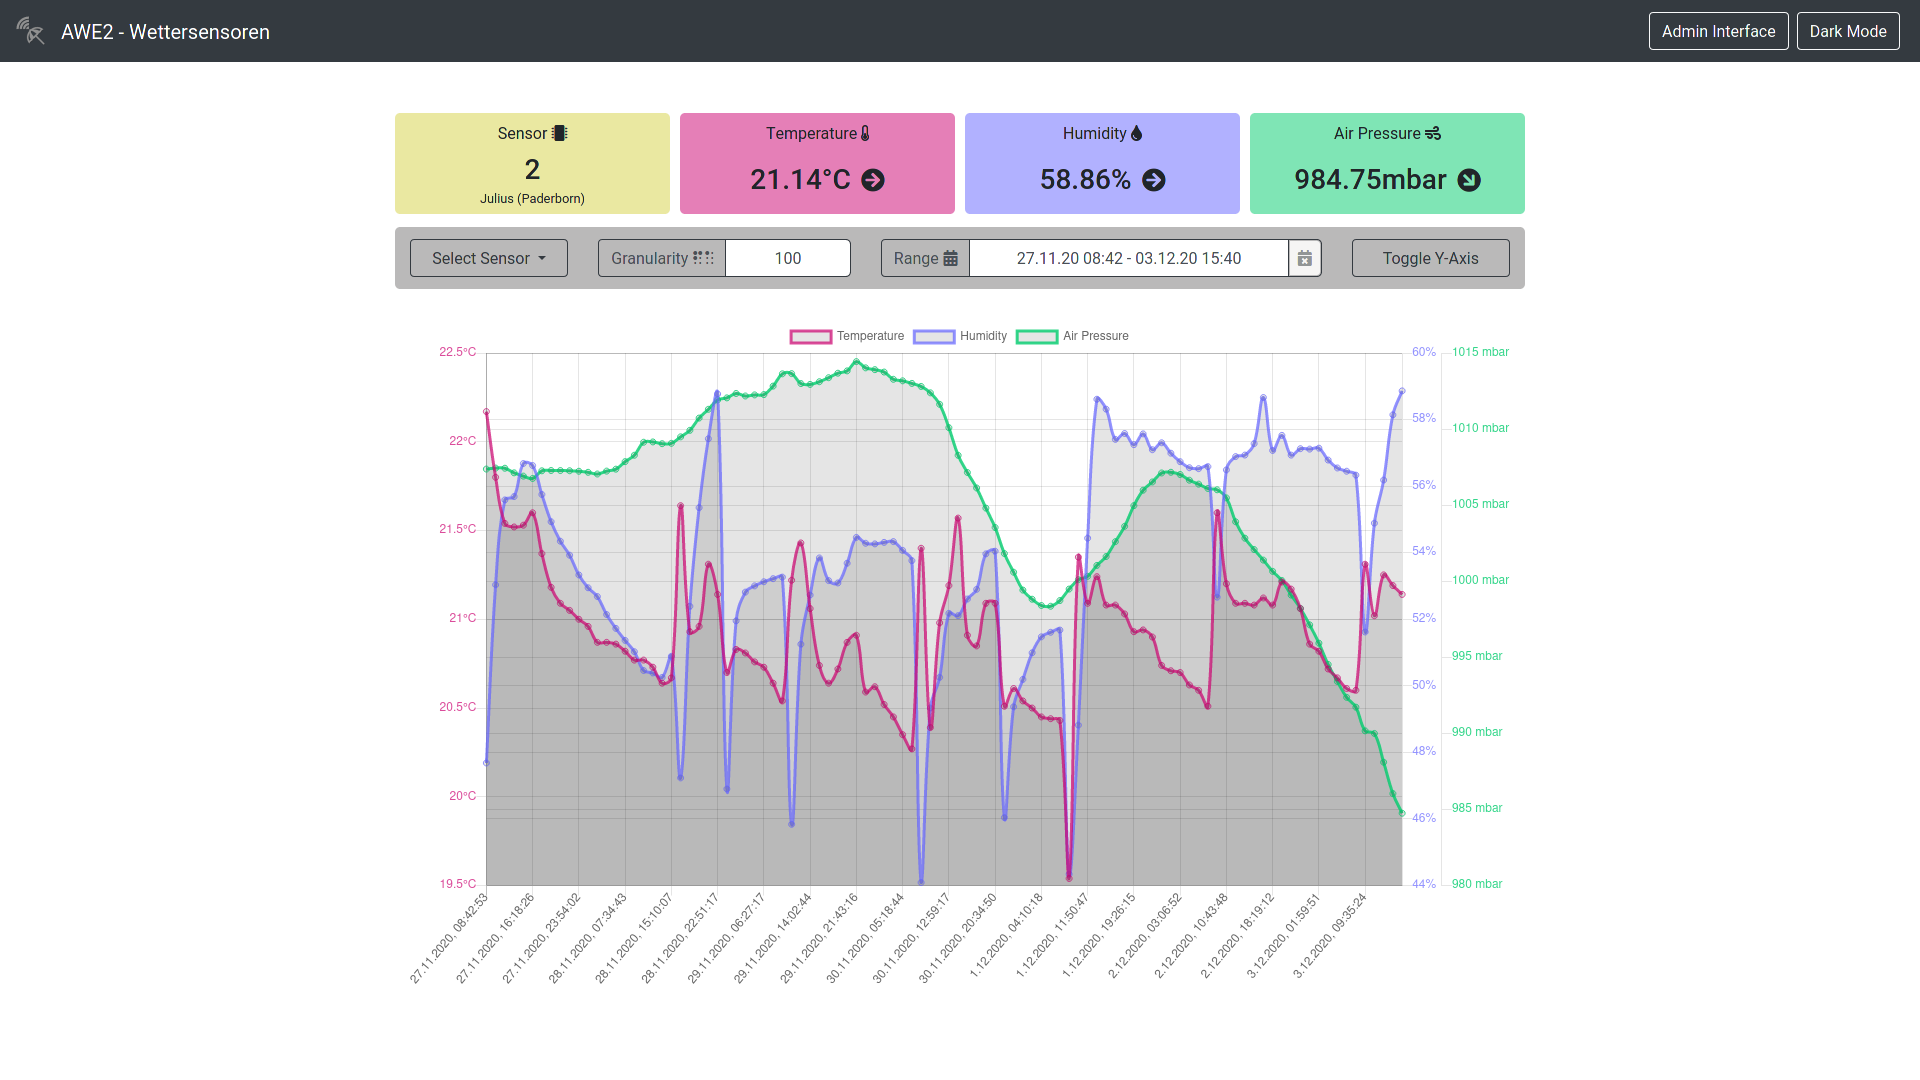 AWE2 - Wettersensoren
Admin Interface
Dark Mode
Sensor
2
Julius (Paderborn)
Temperature
21.14°C
Humidity
58.86%
Air Pressure
984.75mbar
Select Sensor
Granularity
100
Range
27.11.20 08:42 - 03.12.20 15:40
Toggle Y-Axis
Temperature
Humidity
Air Pressure
22.5°C
22°C
21.5°C
21°C
20.5°C
20°C
19.5°C
60%
58%
56%
54%
52%
50%
48%
46%
44%
1015 mbar
1010 mbar
1005 mbar
1000 mbar
995 mbar
990 mbar
985 mbar
980 mbar
27.11.2020, 08:42:53
27.11.2020, 16:18:26
27.11.2020, 23:54:02
28.11.2020, 07:34:43
28.11.2020, 15:10:07
28.11.2020, 22:51:17
29.11.2020, 06:27:17
29.11.2020, 14:02:44
29.11.2020, 21:43:16
30.11.2020, 05:18:44
30.11.2020, 12:59:17
30.11.2020, 20:34:50
1.12.2020, 04:10:18
1.12.2020, 11:50:47
1.12.2020, 19:26:15
2.12.2020, 03:06:52
2.12.2020, 10:43:48
2.12.2020, 18:19:12
3.12.2020, 01:59:51
3.12.2020, 09:35:24